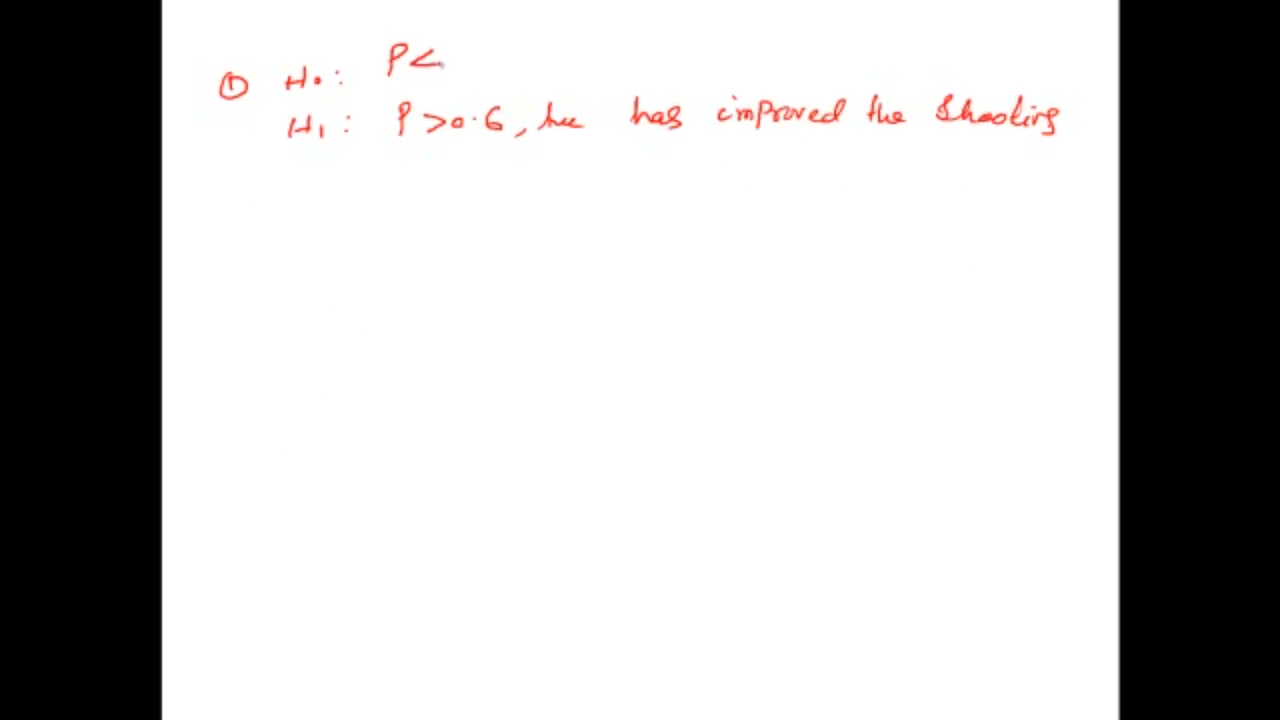 ① H₀: P<
H₁: P>0.6, he has improved the shooting